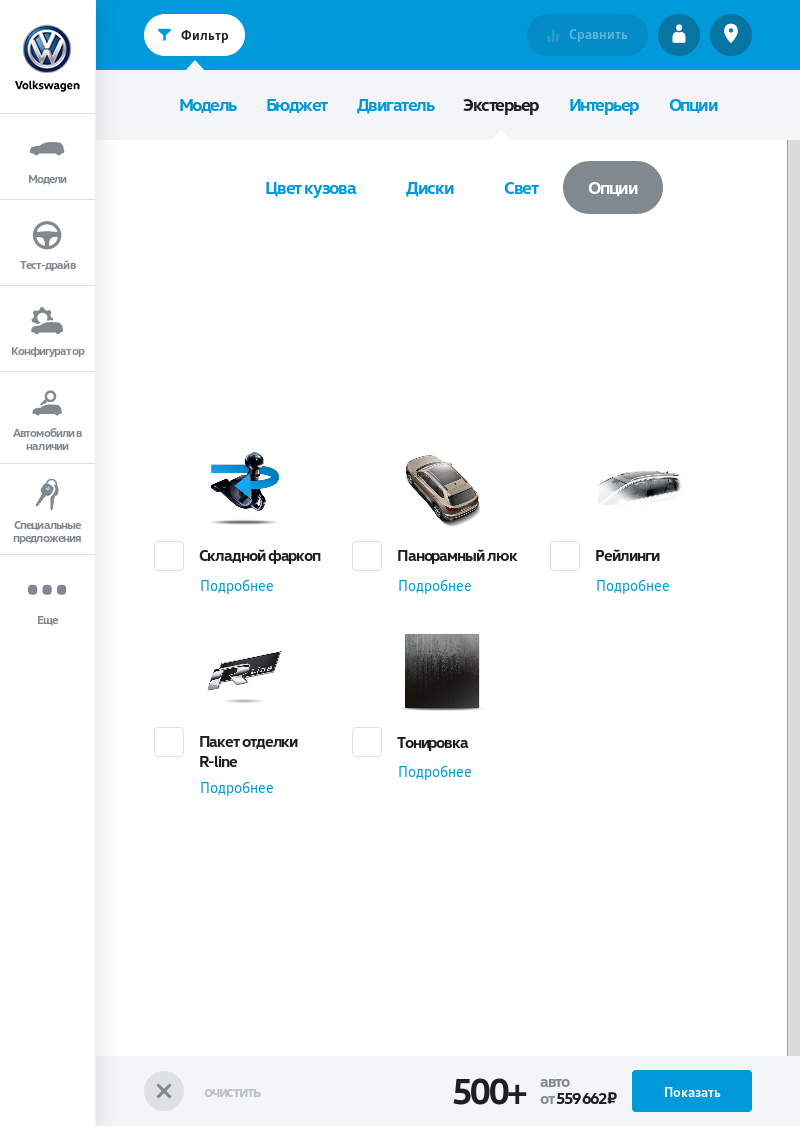 Volkswagen
Модели
Тест-драйв
Конфигуратор
Автомобили в
наличии
Специальные
предложения
Еще
Фильтр
Сравнить
Модель Бюджет Двигатель Экстерьер Интерьер Опции
Цвет кузова Диски Свет Опции
Складной фаркоп Панорамный люк Рейлинги
Подробнее Подробнее Подробнее
R Line
Пакет отделки Тонировка
R-line
Подробнее Подробнее
ОЧИСТИТЬ
500+
авто
от 559 662 ₽
Показать